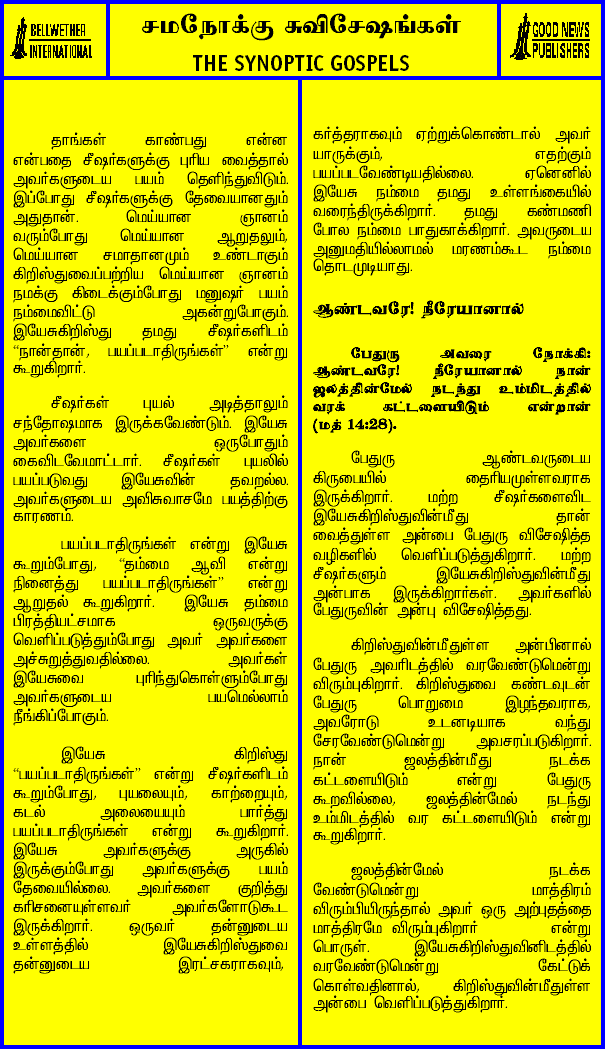 BELLWETHER
INTERNATIONAL
சமநோக்கு சுவிசேஷங்கள்
THE SYNOPTIC GOSPELS
GOOD NEWS
PUBLISHERS
தாங்கள் காண்பது என்ன
என்பதை சீஷர்களுக்கு புரிய வைத்தால்
அவர்களுடைய பயம் தெளிந்துவிடும்.
இப்போது சீஷர்களுக்கு தேவையானதும்
அதுதான். மெய்யான ஞானம்
வரும்போது மெய்யான ஆறுதலும்,
மெய்யான சமாதானமும் உண்டாகும்
கிறிஸ்துவைப்பற்றிய மெய்யான ஞானம்
நமக்கு கிடைக்கும்போது மனுஷர் பயம்
நம்மைவிட்டு அகன்றுபோகும்.
இயேசுகிறிஸ்து தமது சீஷர்களிடம்
“நான்தான், பயப்படாதிருங்கள்” என்று
கூறுகிறார்.
சீஷர்கள் புயல் அடித்தாலும்
சந்தோஷமாக இருக்கவேண்டும். இயேசு
அவர்களை ஒருபோதும்
கைவிடவேமாட்டார். சீஷர்கள் புயலில்
பயப்படுவது இயேசுவின் தவறல்ல.
அவர்களுடைய அவிசுவாசமே பயத்திற்கு
காரணம்.
பயப்படாதிருங்கள் என்று இயேசு
கூறும்போது, “தம்மை ஆவி என்று
நினைத்து பயப்படாதிருங்கள்” என்று
ஆறுதல் கூறுகிறார். இயேசு தம்மை
பிரத்தியட்சமாக ஒருவருக்கு
வெளிப்படுத்தும்போது அவர் அவர்களை
அச்சுறுத்துவதில்லை. அவர்கள்
இயேசுவை புரிந்துகொள்ளும்போது
அவர்களுடைய பயமெல்லாம்
நீங்கிப்போகும்.
இயேசு கிறிஸ்து
“பயப்படாதிருங்கள்” என்று சீஷர்களிடம்
கூறும்போது, புயலையும், காற்றையும்,
கடல் அலையையும் பார்த்து
பயப்படாதிருங்கள் என்று கூறுகிறார்.
இயேசு அவர்களுக்கு அருகில்
இருக்கும்போது அவர்களுக்கு பயம்
தேவையில்லை. அவர்களை குறித்து
கரிசனையுள்ளவர் அவர்களோடுகூட
இருக்கிறார். ஒருவர் தன்னுடைய
உள்ளத்தில் இயேசுகிறிஸ்துவை
தன்னுடைய இரட்சகராகவும்,
கர்த்தராகவும் ஏற்றுக்கொண்டால் அவர்
யாருக்கும், எதற்கும்
பயப்படவேண்டியதில்லை. ஏனெனில்
இயேசு நம்மை தமது உள்ளங்கையில்
வரைந்திருக்கிறார். தமது கண்மணி
போல நம்மை பாதுகாக்கிறார். அவருடைய
அனுமதியில்லாமல் மரணம்கூட நம்மை
தொடமுடியாது.
ஆண்டவரே! நீரேயானால்
பேதுரு அவரை நோக்கி:
ஆண்டவரே! நீரேயானால் நான்
ஜலத்தின்மேல் நடந்து உம்மிடத்தில்
வரக் கட்டளையிடும் என்றான்
(மத் 14:28).
பேதுரு ஆண்டவருடைய
கிருபையில் தைரியமுள்ளவராக
இருக்கிறார். மற்ற சீஷர்களைவிட
இயேசுகிறிஸ்துவின்மீது தான்
வைத்துள்ள அன்பை பேதுரு விசேஷித்த
வழிகளில் வெளிப்படுத்துகிறார். மற்ற
சீஷர்களும் இயேசுகிறிஸ்துவின்மீது
அன்பாக இருக்கிறார்கள். அவர்களில்
பேதுருவின் அன்பு விசேஷித்தது.
கிறிஸ்துவின்மீதுள்ள அன்பினால்
பேதுரு அவரிடத்தில் வரவேண்டுமென்று
விரும்புகிறார். கிறிஸ்துவை கண்டவுடன்
பேதுரு பொறுமை இழந்தவராக,
அவரோடு உடனடியாக வந்து
சேரவேண்டுமென்று அவசரப்படுகிறார்.
நான் ஜலத்தின்மீது நடக்க
கட்டளையிடும் என்று பேதுரு
கூறவில்லை, ஜலத்தின்மேல் நடந்து
உம்மிடத்தில் வர கட்டளையிடும் என்று
கூறுகிறார்.
ஜலத்தின்மேல் நடக்க
வேண்டுமென்று மாத்திரம்
விரும்பியிருந்தால் அவர் ஒரு அற்புதத்தை
மாத்திரமே விரும்புகிறார் என்று
பொருள். இயேசுகிறிஸ்துவினிடத்தில்
வரவேண்டுமென்று கேட்டுக்
கொள்வதினால், கிறிஸ்துவின்மீதுள்ள
அன்பை வெளிப்படுத்துகிறார்.